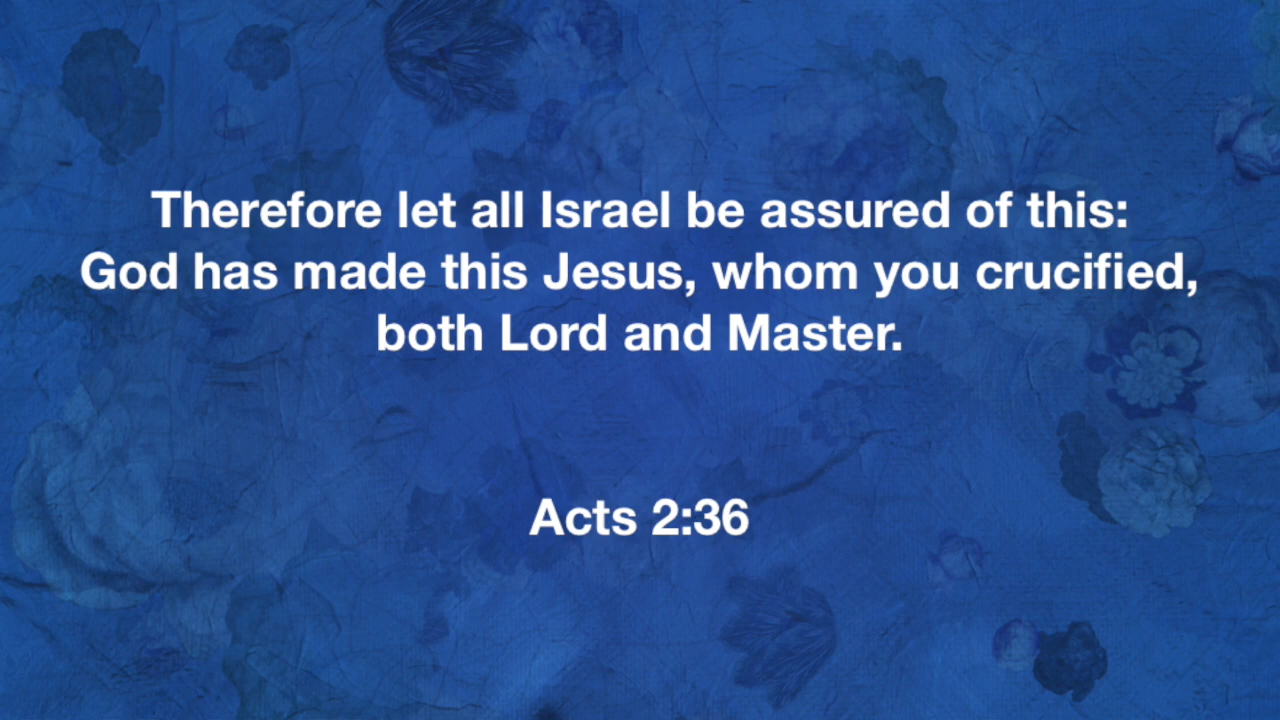 Therefore let all Israel be assured of this:
God has made this Jesus, whom you crucified,
both Lord and Master.
Acts 2:36